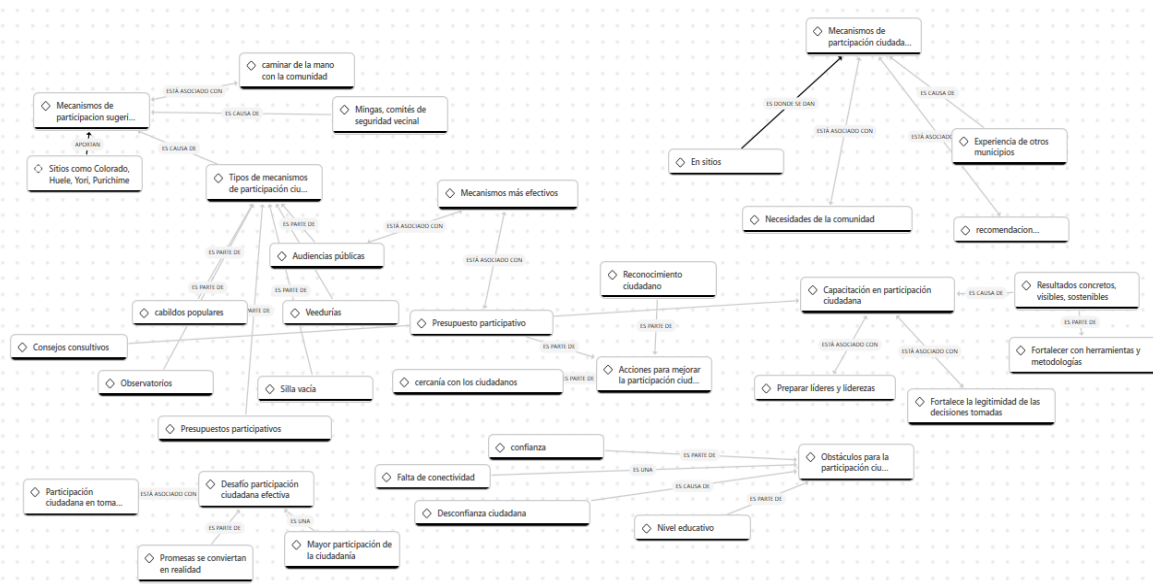 Mecanismos de
partcipación ciudada...
caminar de la mano
con la comunidad
ESTÁ ASOCIADO CON
ES CAUSA DE
Mecanismos de
participacion sugeri...
ES DONDE SE DAN
Mingas, comités de
seguridad vecinal
ES CAUSA DE
ESTÁ ASOCIADO CON
ESTÁ ASOCIADO
APORTAN
ES CAUSA DE
Experiencia de otros
municipios
En sitios
Sitios como Colorado,
Huele, Yori, Purichime
Tipos de mecanismos
de participación ciu...
Mecanismos más efectivos
Necesidades de la comunidad
ES PARTE DE
ESTÁ ASOCIADO CON
recomendacion...
ES PARTE DE
Audiencias públicas
ESTÁ ASOCIADO CON
Reconocimiento
ciudadano
ES PARTE DE
ES PARTE DE
Capacitación en participación
ciudadana
ES CAUSA DE
Resultados concretos,
visibles, sostenibles
cabildos populares
PARTE DE
Veedurías
Presupuesto participativo
ES PARTE DE
ES PARTE DE
Consejos consultivos
ES PARTE DE
ESTÁ ASOCIADO CON
ESTÁ ASOCIADO CON
Fortalecer con herramientas y
metodologías
Observatorios
Silla vacía
cercanía con los ciudadanos
ES PARTE DE
Acciones para mejorar
la participación ciud...
Preparar líderes y liderezas
Fortalece la legitimidad de las
decisiones tomadas
Presupuestos participativos
confianza
ES PARTE DE
Obstáculos para la
participación ciu...
Falta de conectividad
ES UNA
Desafío participación
ciudadana efectiva
Participación
ciudadana en toma...
ESTÁ ASOCIADO CON
ES CAUSA DE
Desconfianza ciudadana
ES PARTE DE
Nivel educativo
ES PARTE DE
ES UNA
Mayor participación de
la ciudadanía
Promesas se conviertan
en realidad